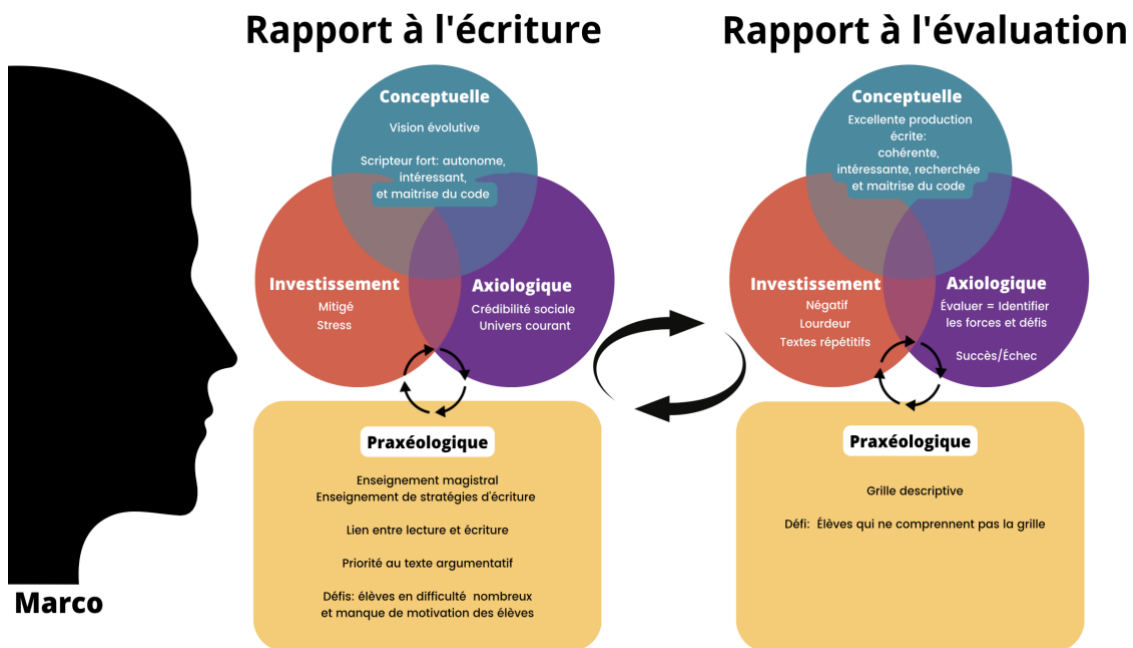 Rapport à l'écriture
Conceptuelle
Vision évolutive
Scripteur fort: autonome,
intéressant,
et maitrise du code
Investissement
Mitigé
Stress
Axiologique
Crédibilité sociale
Univers courant
Praxéologique
Enseignement magistral
Enseignement de stratégies d'écriture
Lien entre lecture et écriture
Priorité au texte argumentatif
Défis: élèves en difficulté nombreux
et manque de motivation des élèves
Rapport à l'évaluation
Conceptuelle
Excellente production
écrite:
cohérente,
intéressante, recherchée
et maitrise du code
Investissement
Négatif
Lourdeur
Textes répétitifs
Axiologique
Évaluer = Identifier
les forces et défis
Succès/Échec
Praxéologique
Grille descriptive
Défi: Élèves qui ne comprennent pas la grille
Marco